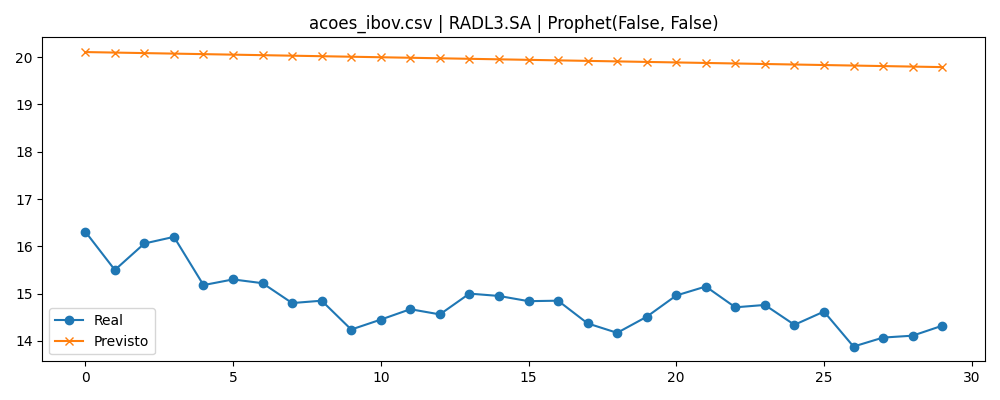 acoes_ibov.csv | RADL3.SA | Prophet(False, False)
20
19
18
17
16
15
14
Real
Previsto
0 5 10 15 20 25 30